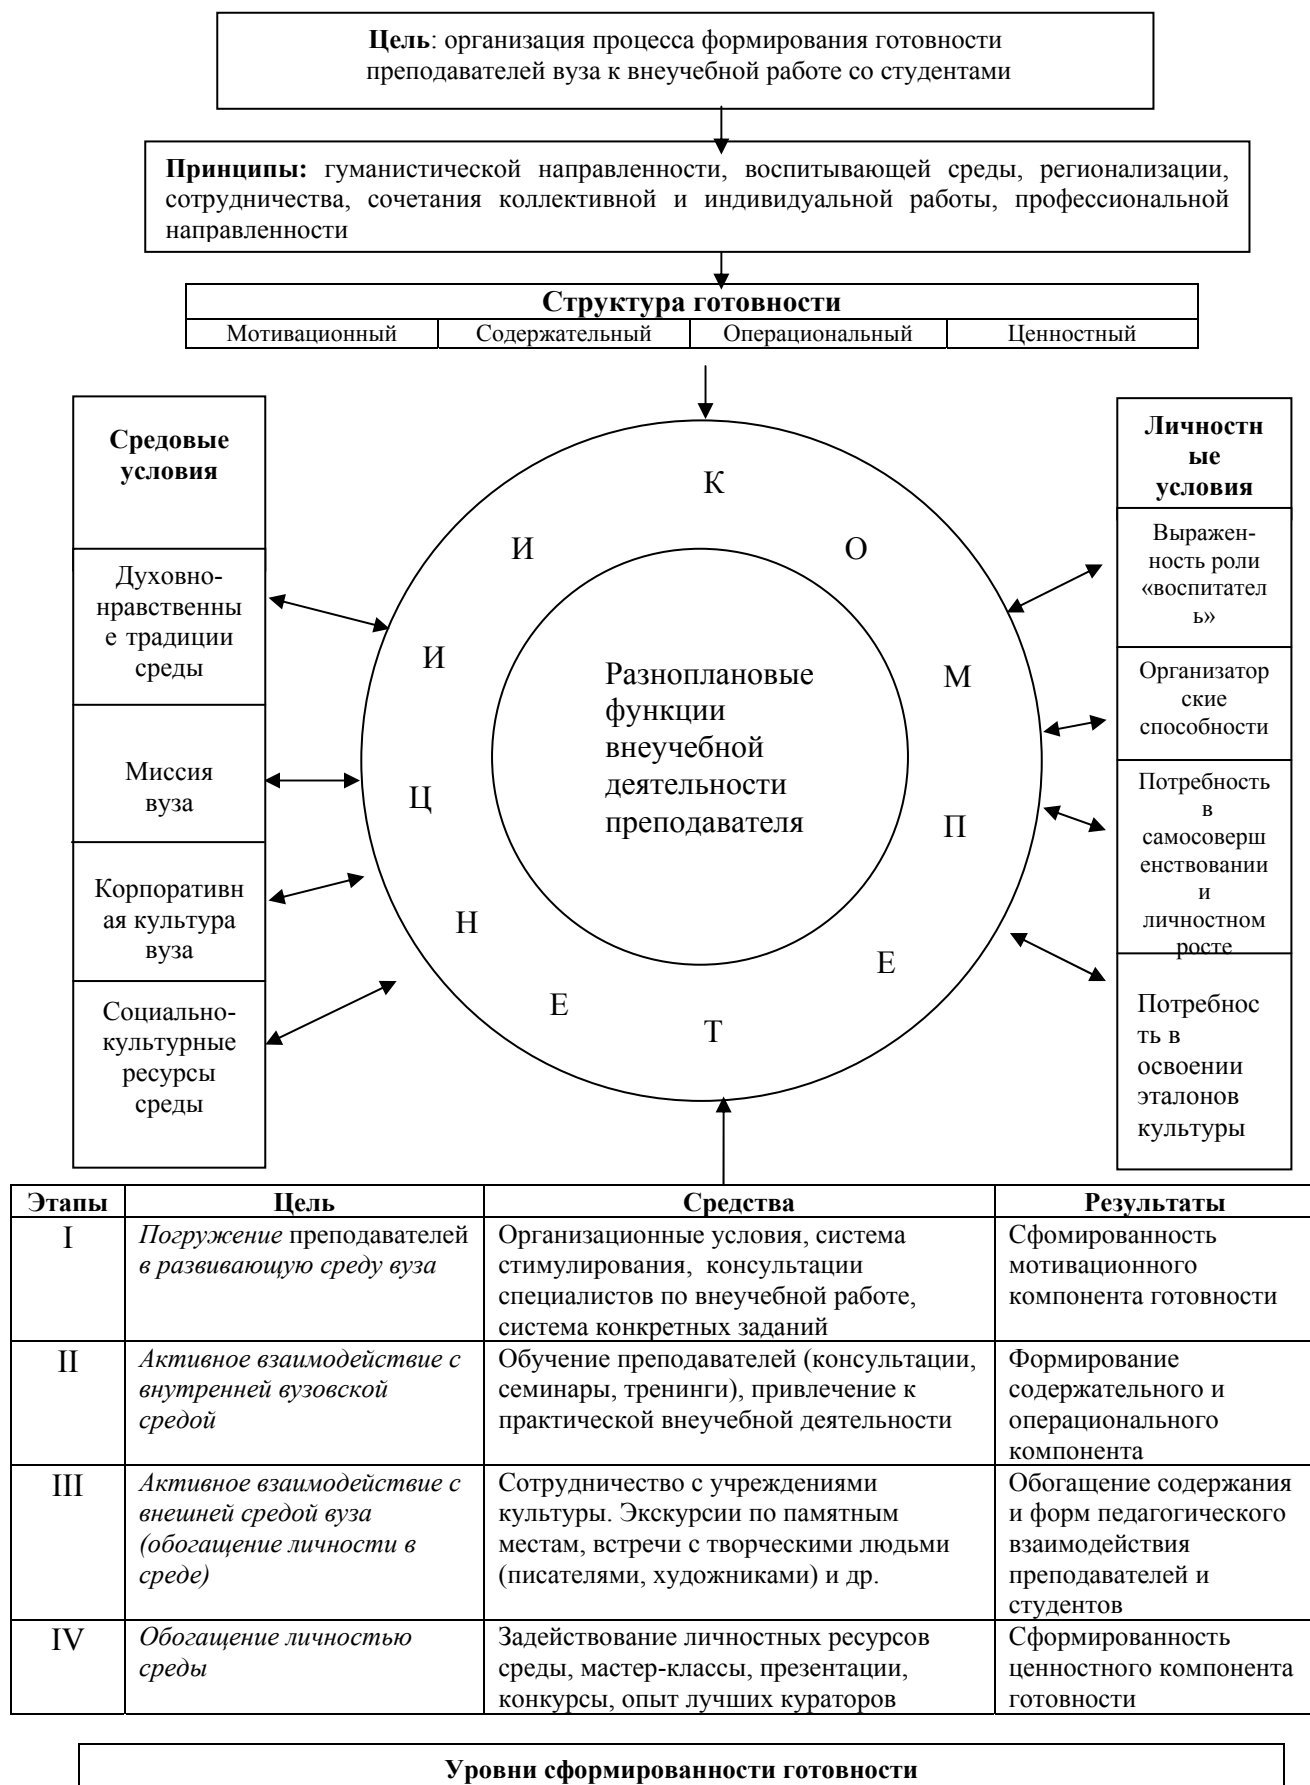 Цель: организация процесса формирования готовности
преподавателей вуза к внеучебной работе со студентами
Принципы: гуманистической направленности, воспитывающей среды, регионализации,
сотрудничества, сочетания коллективной и индивидуальной работы, профессиональной
направленности
Структура готовности
Мотивационный
Содержательный
Операциональный
Ценностный
Средовые
условия
Духовно-
нравственны
е традиции
среды
Миссия
вуза
Корпоративн
ая культура
вуза
Социально-
культурные
ресурсы
среды
К
О
М
П
Е
Т
Е
Н
Ц
И
И
Разноплановые
функции
внеучебной
деятельности
преподавателя
Личностн
ые
условия
Выражен-
ность роли
«воспитател
ь»
Организатор
ские
способности
Потребность
в
самосоверш
енствовании
и
личностном
росте
Потребнос
ть в
освоении
эталонов
культуры
Этапы
Цель
Средства
Результаты
I
Погружение преподавателей
в развивающую среду вуза
Организационные условия, система
стимулирования, консультации
специалистов по внеучебной работе,
система конкретных заданий
Сфомированность
мотивационного
компонента готовности
II
Активное взаимодействие с
внутренней вузовской
средой
Обучение преподавателей (консультации,
семинары, тренинги), привлечение к
практической внеучебной деятельности
Формирование
содержательного и
операционального
компонента
III
Активное взаимодействие с
внешней средой вуза
(обогащение личности в
среде)
Сотрудничество с учреждениями
культуры. Экскурсии по памятным
местам, встречи с творческими людьми
(писателями, художниками) и др.
Обогащение содержания
и форм педагогического
взаимодействия
преподавателей и
студентов
IV
Обогащение личностью
среды
Задействование личностных ресурсов
среды, мастер-классы, презентации,
конкурсы, опыт лучших кураторов
Сформированность
ценностного компонента
готовности
Уровни сформированности готовности